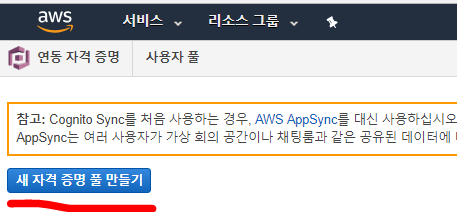 aws 서비스 리소스 그룹
연동 자격 증명 사용자 풀
참고: Cognito Sync를 처음 사용하는 경우, AWS AppSync를 대신 사용하십시오
AppSync는 여러 사용자가 가상 회의 공간이나 채팅룸과 같은 공유된 데이터에
새 자격 증명 풀 만들기